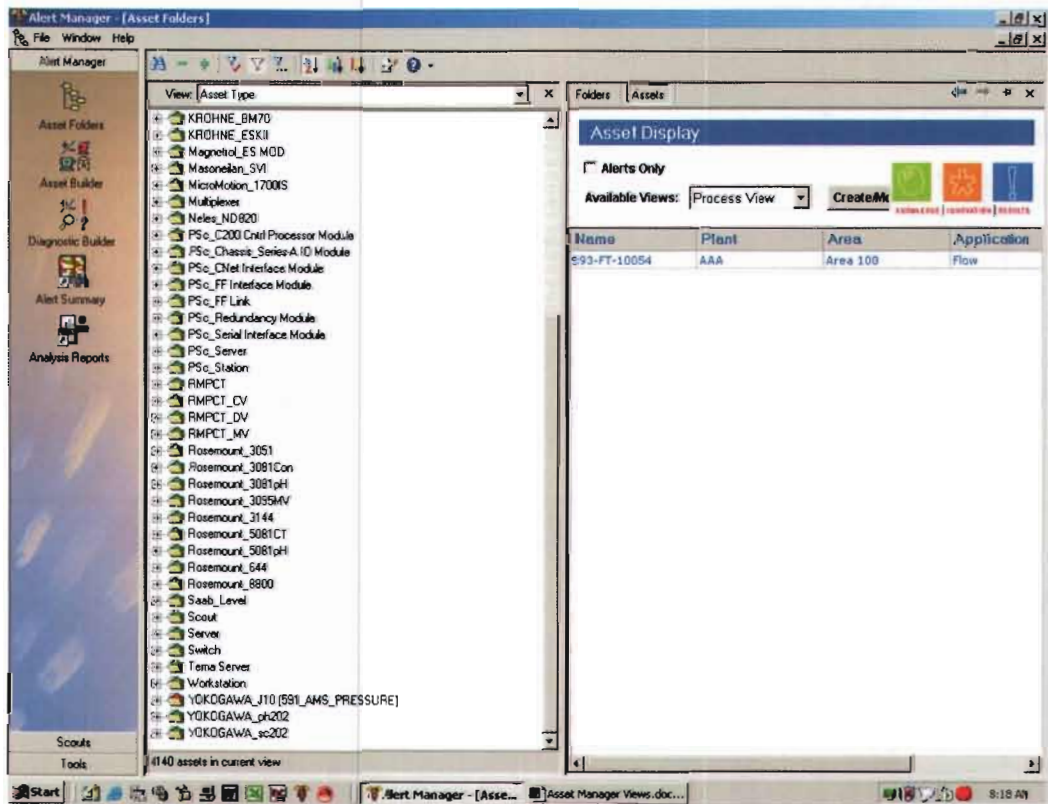 Alert Manager - [Asset Folders]
File Window Help
Alert Manager
Asset Folders
Asset Builder
Diagnostic Builder
Alert Summary
Analysis Reports
Scouts
Tools
View: Asset Type
KROHNE_BM70
KROHNE_ESKII
Magnetrol_ES MOD
Masoneilan_SVI
MicroMotion_1700IS
Multiplexer
Neles_ND820
PSc_C200 Cntrl Processor Module
PSc_Chassis_Series-A IO Module
PSc_CNet Interface Module
PSc_FF Interface Module
PSc_FF Link
PSc_Redundancy Module
PSc_Serial Interface Module
PSc_Server
PSc_Station
RMPCT
RMPCT_CV
RMPCT_DV
RMPCT_MV
Rosemount_3051
Rosemount_3081Con
Rosemount_3081pH
Rosemount_3095MV
Rosemount_3144
Rosemount_5081CT
Rosemount_5081pH
Rosemount_644
Rosemount_8800
Saab_Level
Scout
Server
Switch
Tema Server
Workstation
YOKOGAWA_J10 [591_AMS_PRESSURE]
YOKOGAWA_ph202
YOKOGAWA_sc202
4140 assets in current view
Folders Assets
Asset Display
Alerts Only
Available Views: Process View Create/Mo
KNOWLEDGE | INNOVATION | RESULTS
Name Plant Area Application
593-FT-10054 AAA Area 100 Flow
Start Alert Manager - [Asse... Asset Manager Views.doc... 8:18 AM